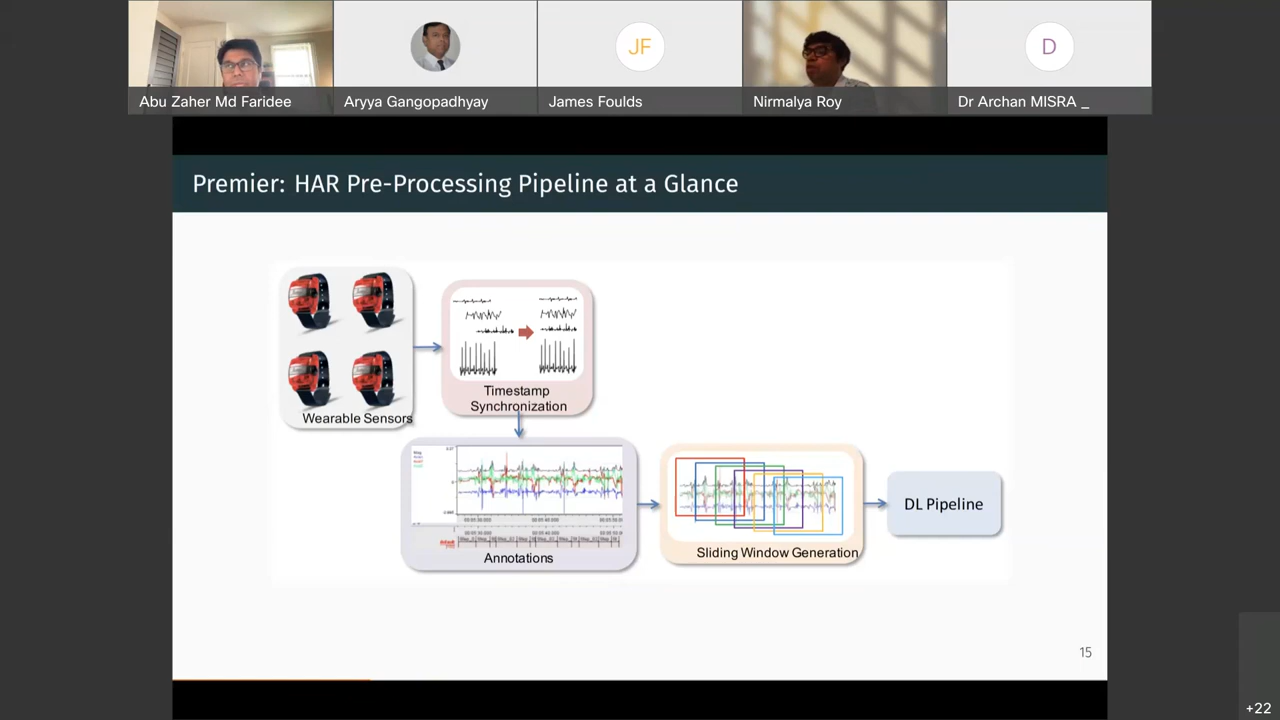 JF
D
Abu Zaher Md Faridee
Aryya Gangopadhyay
James Foulds
Nirmalya Roy
Dr Archan MISRA _
Premier: HAR Pre-Processing Pipeline at a Glance
Wearable Sensors
Timestamp
Synchronization
Annotations
Sliding Window Generation
DL Pipeline
15
+22